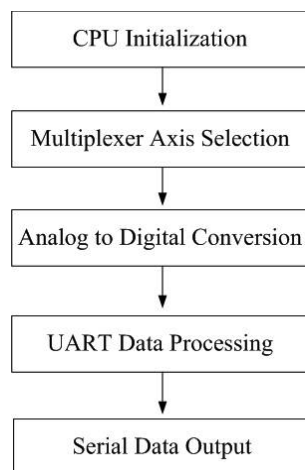 CPU Initialization
Multiplexer Axis Selection
Analog to Digital Conversion
UART Data Processing
Serial Data Output